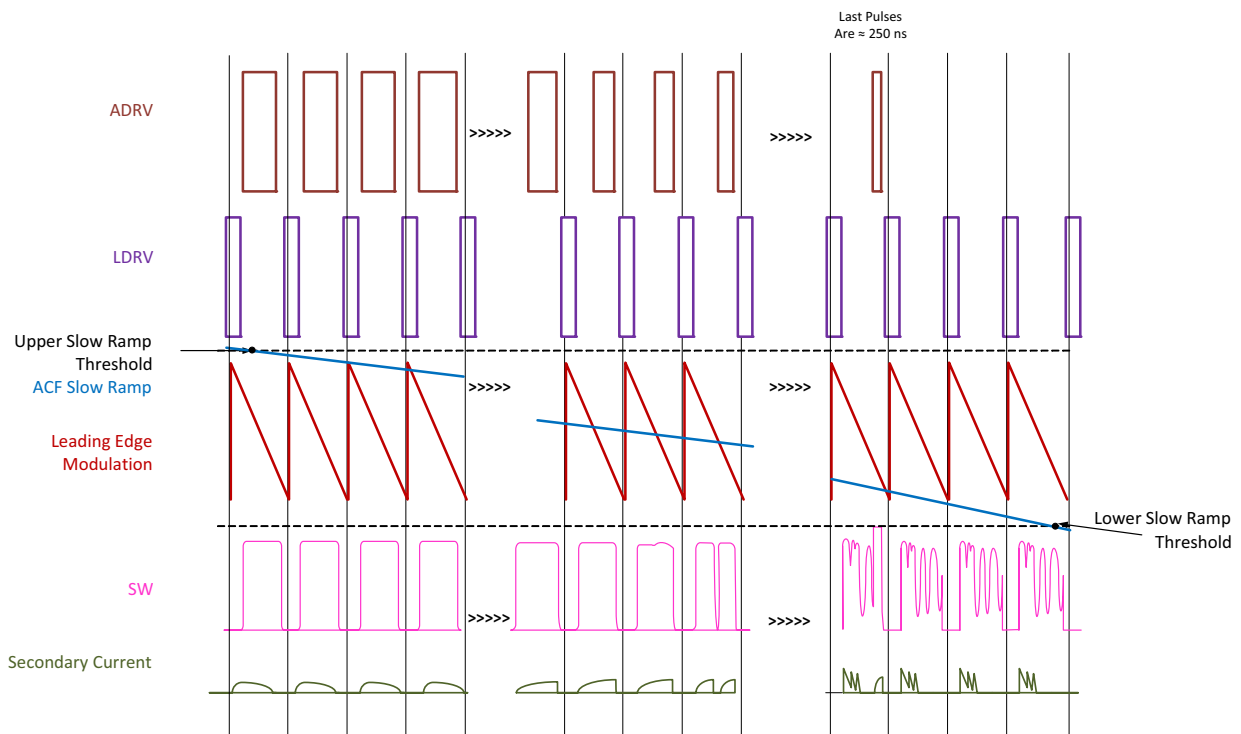 Last Pulses
Are ≈ 250 ns
ADRV
>>>>>
>>>>>
LDRV
Upper Slow Ramp
Threshold
ACF Slow Ramp
>>>>>
>>>>>
Leading Edge
Modulation
Lower Slow Ramp
Threshold
SW
>>>>>
>>>>>
Secondary Current